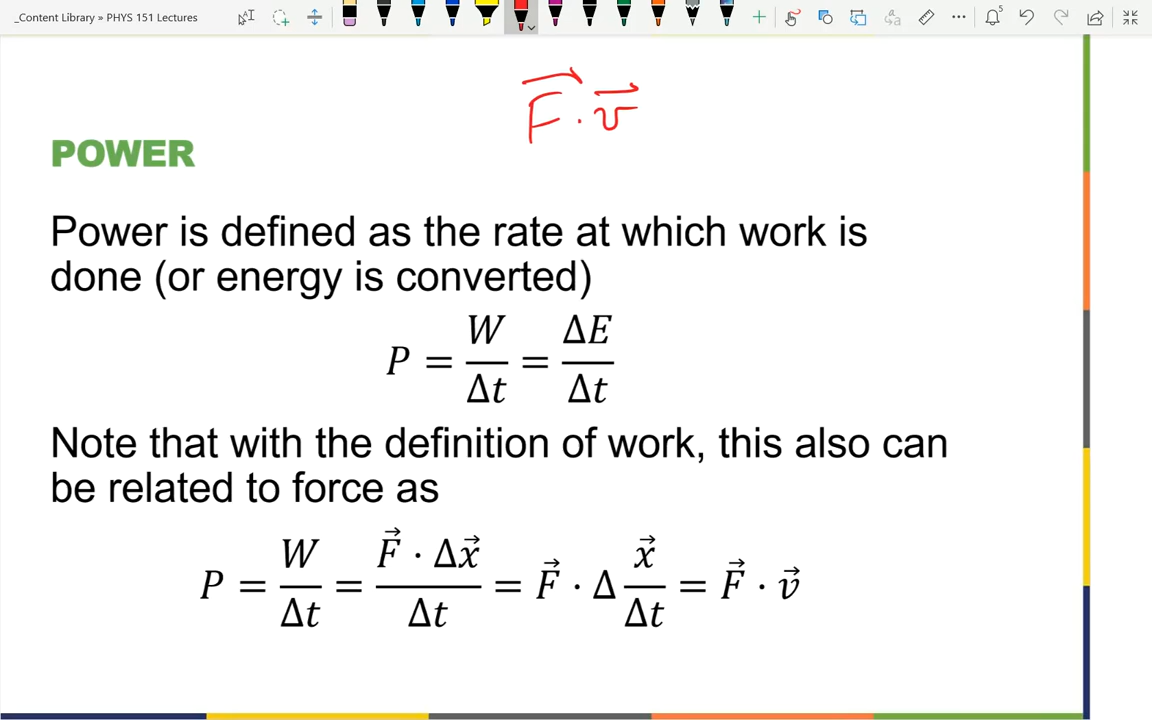 _Content Library » PHYS 151 Lectures
F⃗ · v⃗
POWER
Power is defined as the rate at which work is
done (or energy is converted)
P = W/Δt = ΔE/Δt
Note that with the definition of work, this also can
be related to force as
P = W/Δt = F⃗ · Δx⃗/Δt = F⃗ · Δ x⃗/Δt = F⃗ · v⃗